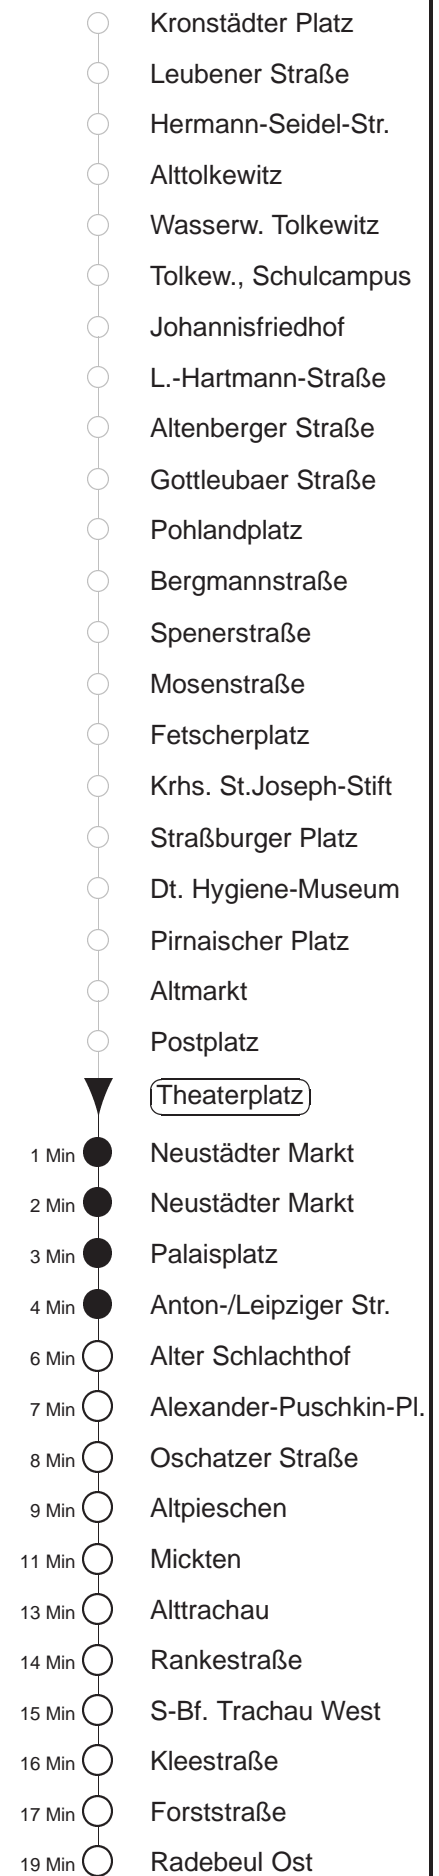 Kronstädter Platz
Leubener Straße
Hermann-Seidel-Str.
Alttolkewitz
Wasserw. Tolkewitz
Tolkew., Schulcampus
Johannisfriedhof
L.-Hartmann-Straße
Altenberger Straße
Gottleubaer Straße
Pohlandplatz
Bergmannstraße
Spenerstraße
Mosenstraße
Fetscherplatz
Krhs. St.Joseph-Stift
Straßburger Platz
Dt. Hygiene-Museum
Pirnaischer Platz
Altmarkt
Postplatz
Theaterplatz
1 Min Neustädter Markt
2 Min Neustädter Markt
3 Min Palaisplatz
4 Min Anton-/Leipziger Str.
6 Min Alter Schlachthof
7 Min Alexander-Puschkin-Pl.
8 Min Oschatzer Straße
9 Min Altpieschen
11 Min Mickten
13 Min Alttrachau
14 Min Rankestraße
15 Min S-Bf. Trachau West
16 Min Kleestraße
17 Min Forststraße
19 Min Radebeul Ost